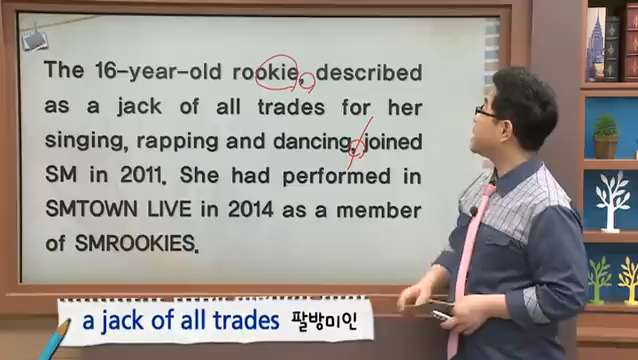 The 16-year-old rookie, described
as a jack of all trades for her
singing, rapping and dancing, joined
SM in 2011. She had performed in
SMTOWN LIVE in 2014 as a member
of SMROOKIES.
a jack of all trades 팔방미인